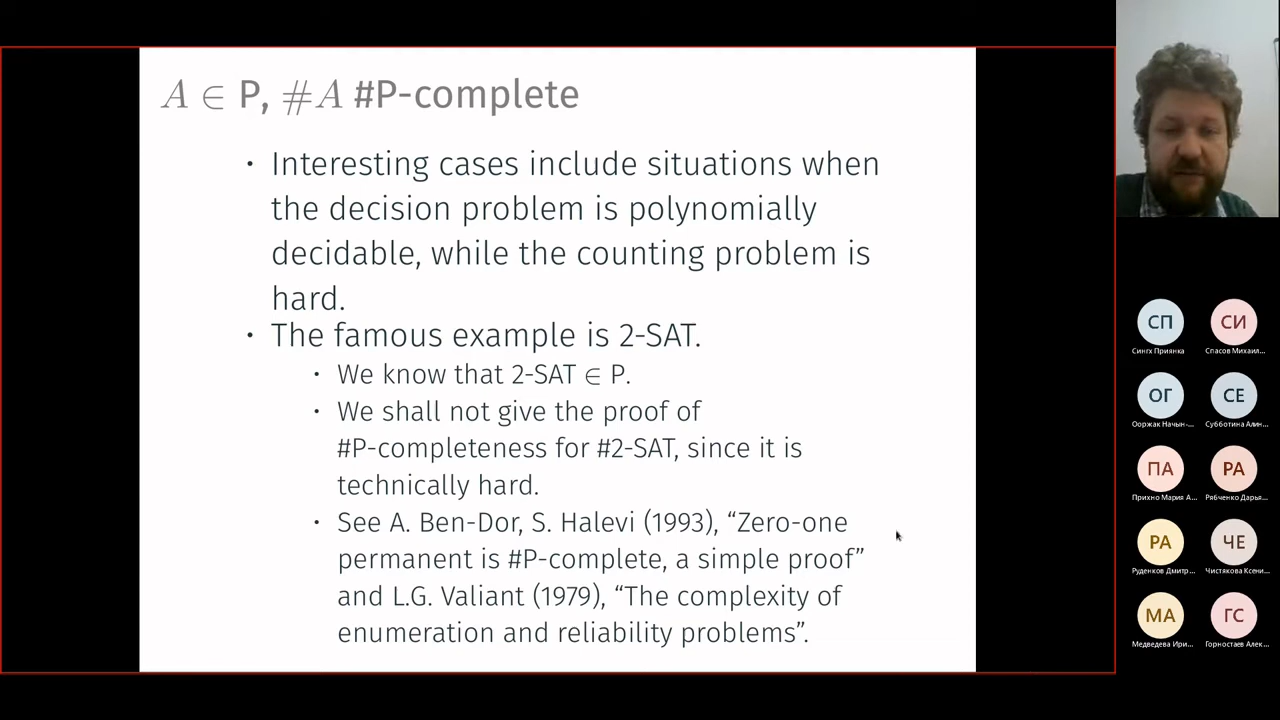 A ∈ P, #A #P-complete
• Interesting cases include situations when
the decision problem is polynomially
decidable, while the counting problem is
hard.
• The famous example is 2-SAT.
• We know that 2-SAT ∈ P.
• We shall not give the proof of
#P-completeness for #2-SAT, since it is
technically hard.
• See A. Ben-Dor, S. Halevi (1993), “Zero-one
permanent is #P-complete, a simple proof”
and L.G. Valiant (1979), “The complexity of
enumeration and reliability problems”.
СП СИ
Сингх Приянка Спасов Михаил...
ОГ СЕ
Ооржак Начын-... Субботина Алин...
ПА РА
Прихно Мария А... Рябченко Дарья...
РА ЧЕ
Руденков Дмитр... Чистякова Ксени...
МА ГС
Медведева Ири... Горностаев Алек...